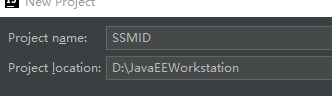 New Project
Project name: SSMID
Project location: D:\JavaEEWorkstation